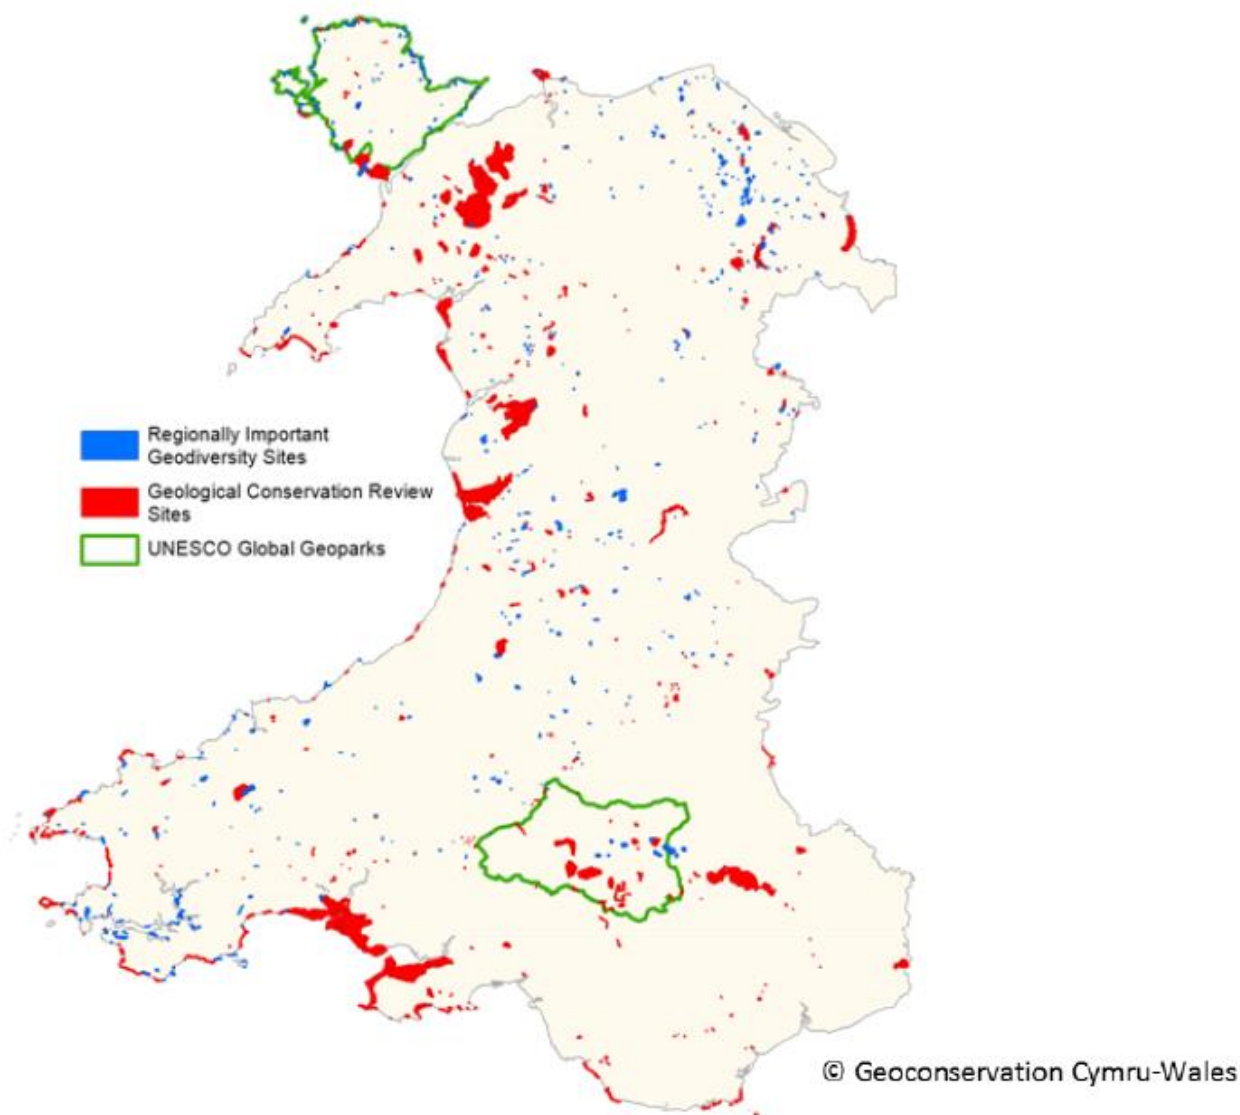 Regionally Important
Geodiversity Sites
Geological Conservation Review
Sites
UNESCO Global Geoparks
© Geoconservation Cymru-Wales